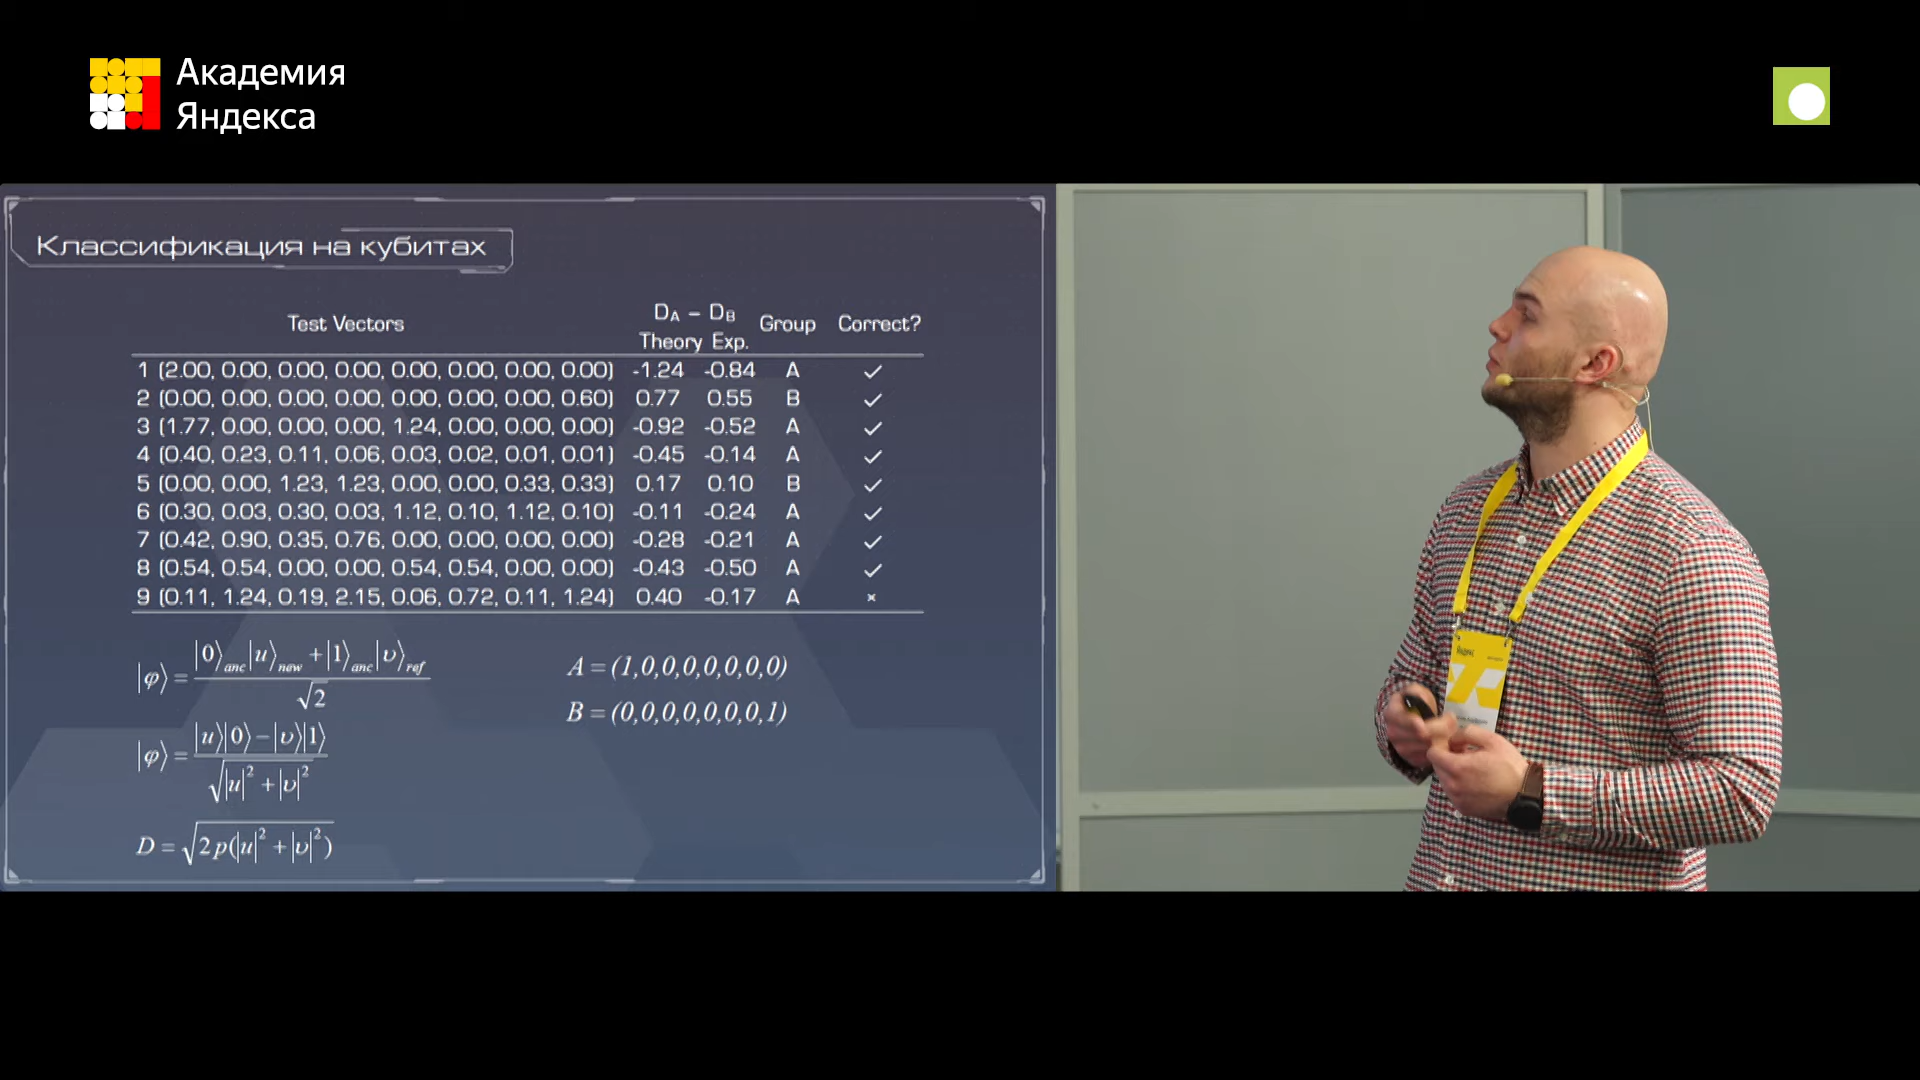 Академия
Яндекса
Классификация на кубитах
Test Vectors D_A – D_B Group Correct?
Theory Exp.
1 (2.00, 0.00, 0.00, 0.00, 0.00, 0.00, 0.00, 0.00) -1.24 -0.84 A ✓
2 (0.00, 0.00, 0.00, 0.00, 0.00, 0.00, 0.00, 0.60) 0.77 0.55 B ✓
3 (1.77, 0.00, 0.00, 0.00, 1.24, 0.00, 0.00, 0.00) -0.92 -0.52 A ✓
4 (0.40, 0.23, 0.11, 0.06, 0.03, 0.02, 0.01, 0.01) -0.45 -0.14 A ✓
5 (0.00, 0.00, 1.23, 1.23, 0.00, 0.00, 0.33, 0.33) 0.17 0.10 B ✓
6 (0.30, 0.03, 0.30, 0.03, 1.12, 0.10, 1.12, 0.10) -0.11 -0.24 A ✓
7 (0.42, 0.90, 0.35, 0.76, 0.00, 0.00, 0.00, 0.00) -0.28 -0.21 A ✓
8 (0.54, 0.54, 0.00, 0.00, 0.54, 0.54, 0.00, 0.00) -0.43 -0.50 A ✓
9 (0.11, 1.24, 0.19, 2.15, 0.06, 0.72, 0.11, 1.24) 0.40 -0.17 A ×
|φ⟩ = (|0⟩_anc |u⟩_new + |1⟩_anc |υ⟩_ref) / √2
A = (1,0,0,0,0,0,0,0)
B = (0,0,0,0,0,0,0,1)
|φ⟩ = (|u⟩|0⟩ − |υ⟩|1⟩) / √(|u|² + |υ|²)
D = √(2p(|u|² + |υ|²))
Яндекс